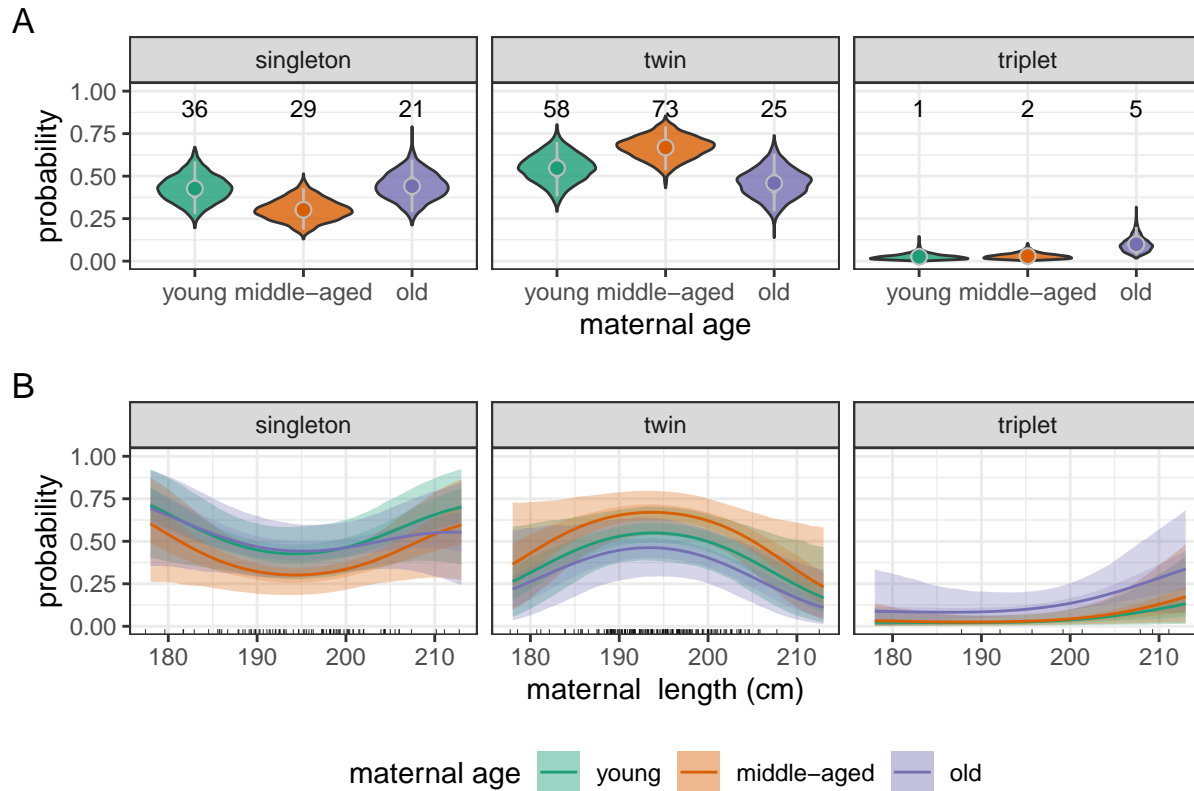 A
singleton twin triplet
1.00
36 29 21 58 73 25 1 2 5
0.75
0.50
0.25
0.00
probability
young middle−aged old young middle−aged old young middle−aged old
maternal age
B
singleton twin triplet
1.00
0.75
0.50
0.25
0.00
probability
180 190 200 210 180 190 200 210 180 190 200 210
maternal  length (cm)
maternal age young middle−aged old